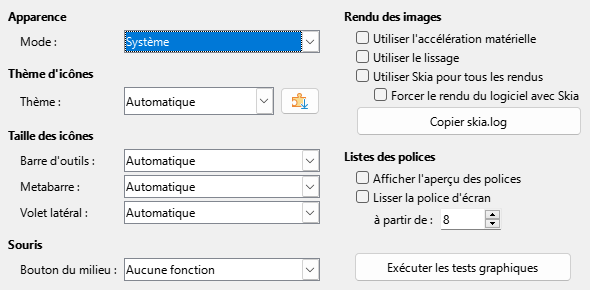 Apparence
Mode :
Système
Thème d'icônes
Thème :
Automatique
Taille des icônes
Barre d'outils :
Automatique
Metabarre :
Automatique
Volet latéral :
Automatique
Souris
Bouton du milieu :
Aucune fonction
Rendu des images
Utiliser l'accélération matérielle
Utiliser le lissage
Utiliser Skia pour tous les rendus
Forcer le rendu du logiciel avec Skia
Copier skia.log
Listes des polices
Afficher l'aperçu des polices
Lisser la police d'écran
à partir de :
8
Exécuter les tests graphiques